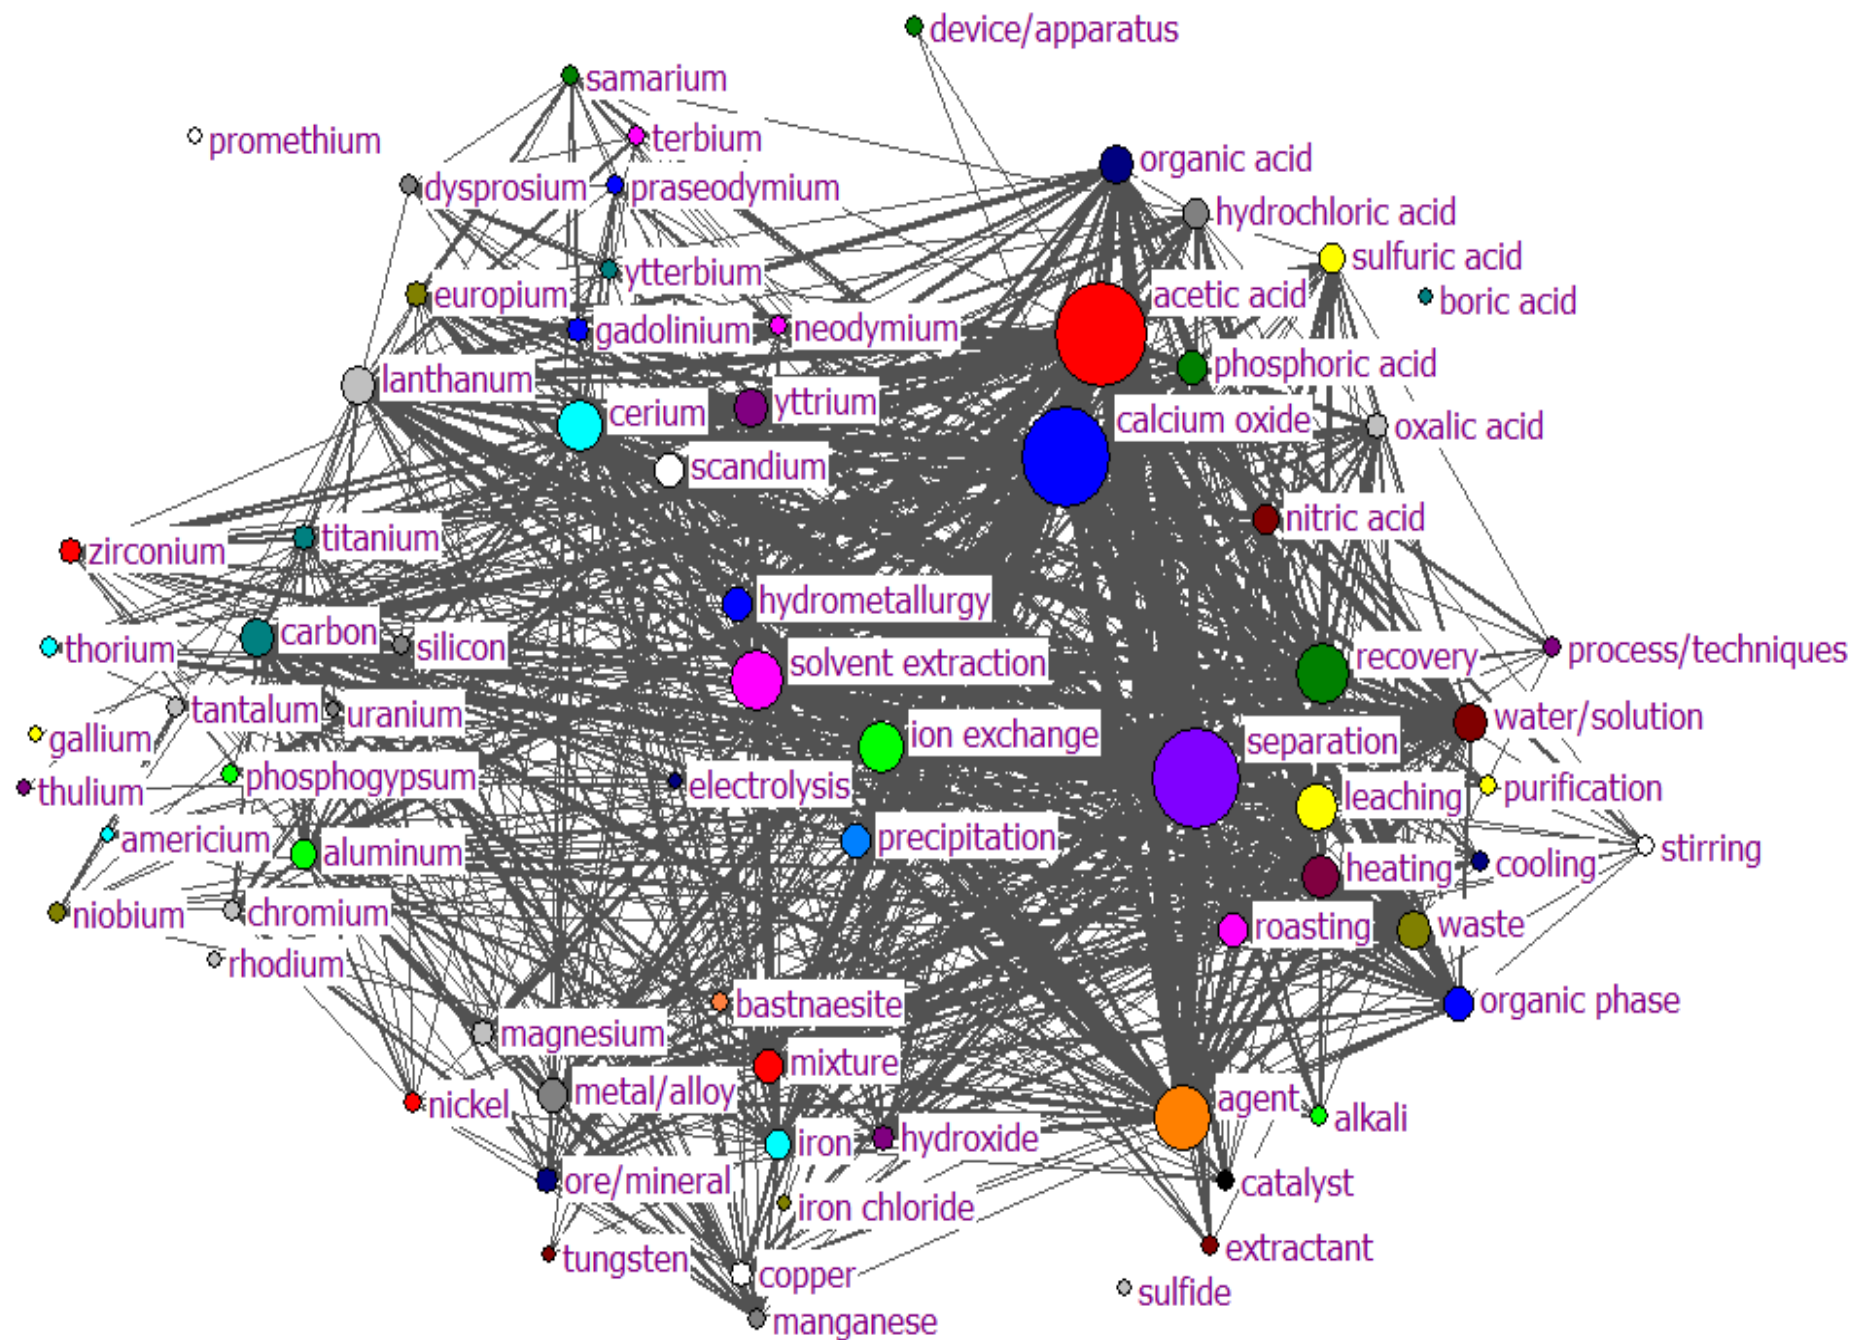 device/apparatus
samarium
promethium
terbium
organic acid
dysprosium
praseodymium
hydrochloric acid
sulfuric acid
ytterbium
europium
acetic acid
boric acid
gadolinium
neodymium
lanthanum
phosphoric acid
cerium
yttrium
calcium oxide
oxalic acid
scandium
nitric acid
titanium
zirconium
hydrometallurgy
carbon
silicon
thorium
solvent extraction
recovery
process/techniques
tantalum
uranium
water/solution
gallium
ion exchange
separation
phosphogypsum
thulium
electrolysis
leaching
purification
americium
aluminum
precipitation
stirring
heating
cooling
niobium
chromium
roasting
waste
rhodium
bastnaesite
organic phase
magnesium
mixture
metal/alloy
nickel
agent
alkali
iron
hydroxide
ore/mineral
catalyst
iron chloride
tungsten
extractant
copper
sulfide
manganese